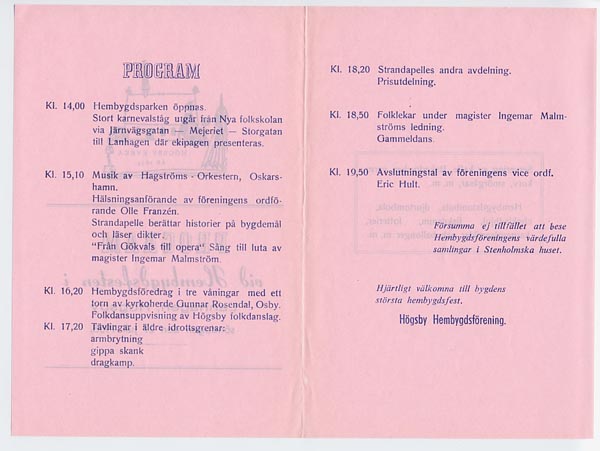 PROGRAM
Kl. 14,00 Hembygdsparken öppnas.
Stort karnevalståg utgår från Nya folkskolan
via Järnvägsgatan — Mejeriet — Storgatan
till Lanhagen där ekipagen presenteras.
Kl. 15,10 Musik av Hagströms - Orkestern, Oskars-
hamn.
Hälsningsanförande av föreningens ordfö-
rande Olle Franzén.
Strandapelle berättar historier på bygdemål
och läser dikter.
"Från Gökvals till opera" Sång till luta av
magister Ingemar Malmström.
Kl. 16,20 Hembygdsföredrag i tre våningar med ett
torn av kyrkoherde Gunnar Rosendal, Osby.
Folkdansuppvisning av Högsby folkdanslag.
Kl. 17,20 Tävlingar i äldre idrottsgrenar:
armbrytning
gippa skank
dragkamp.
Kl. 18,20 Strandapelles andra avdelning.
Prisutdelning.
Kl. 18,50 Folklekar under magister Ingemar Malm-
ströms ledning.
Gammeldans.
Kl. 19,50 Avslutningstal av föreningens vice ordf.
Eric Hult.
Försumma ej tillfället att bese
Hembygdsföreningens värdefulla
samlingar i Stenholmska huset.
Hjärtligt välkomna till bygdens
största hembygdsfest.
Högsby Hembygdsförening.